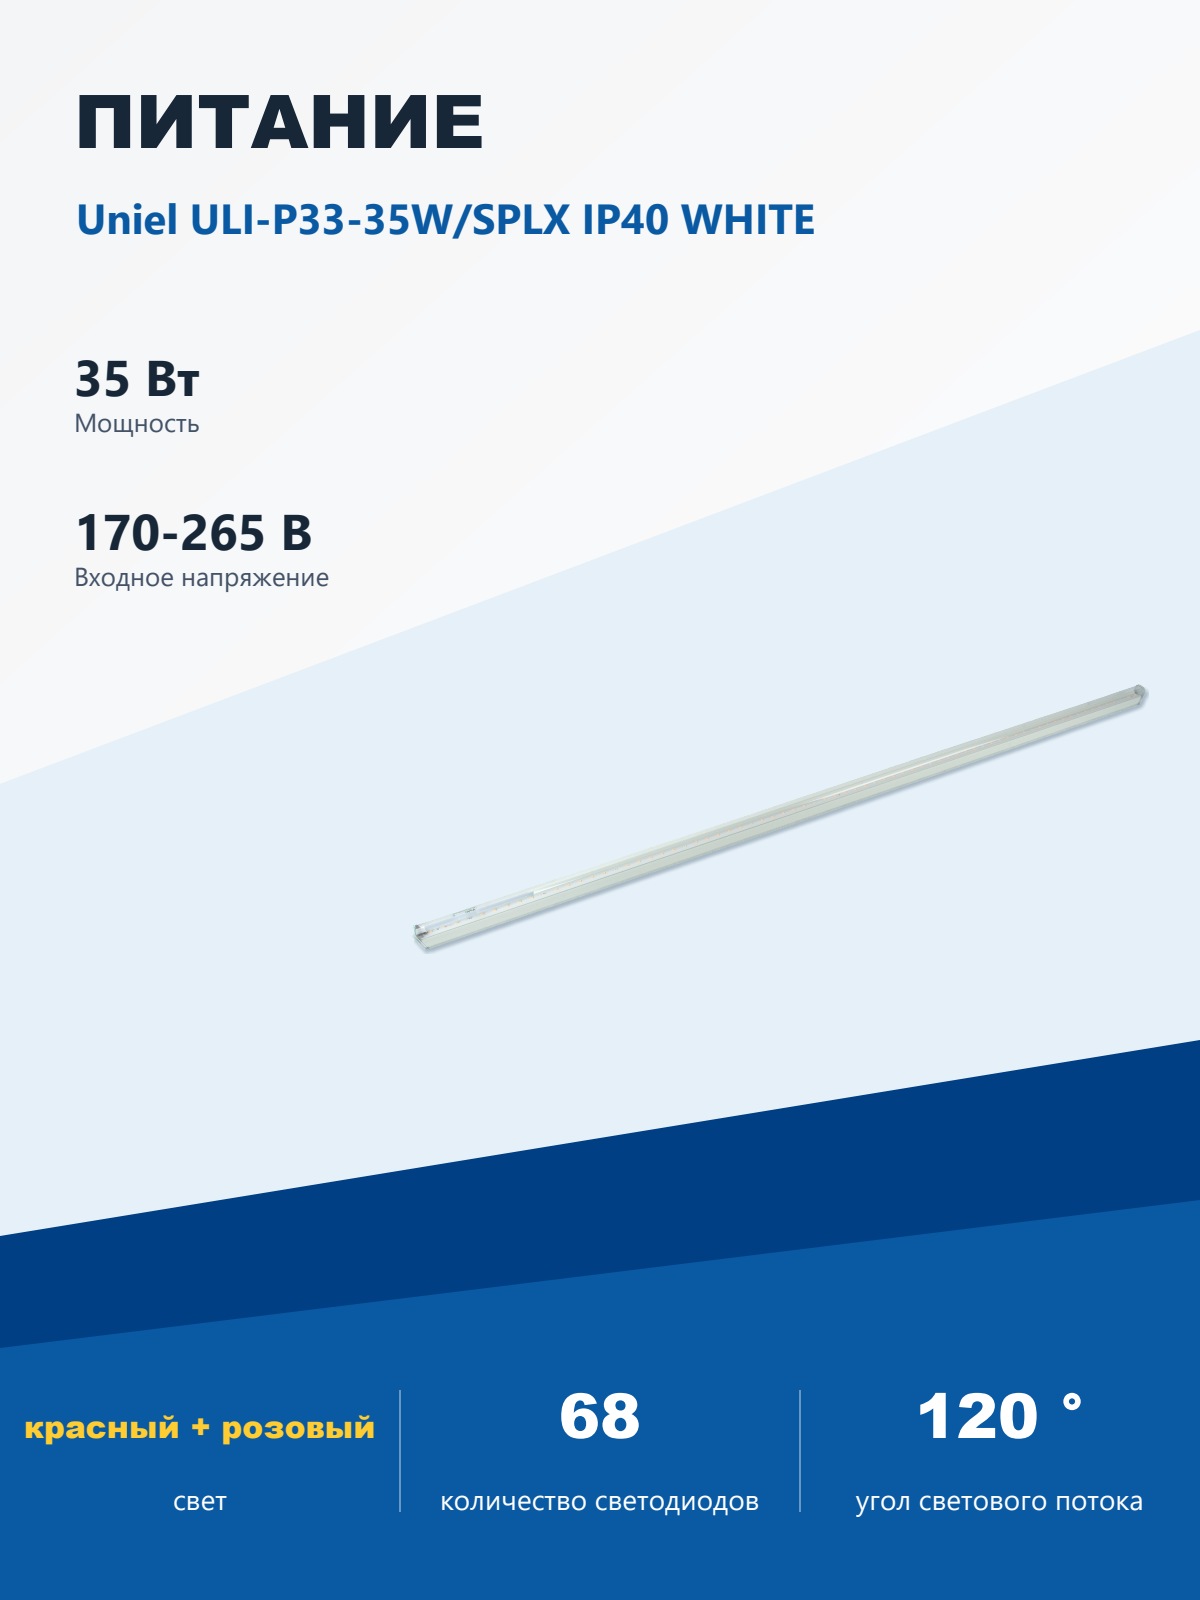 ПИТАНИЕ
Uniel ULI-P33-35W/SPLX IP40 WHITE
35 Вт
Мощность
170-265 В
Входное напряжение
красный + розовый
свет
68
количество светодиодов
120 °
угол светового потока